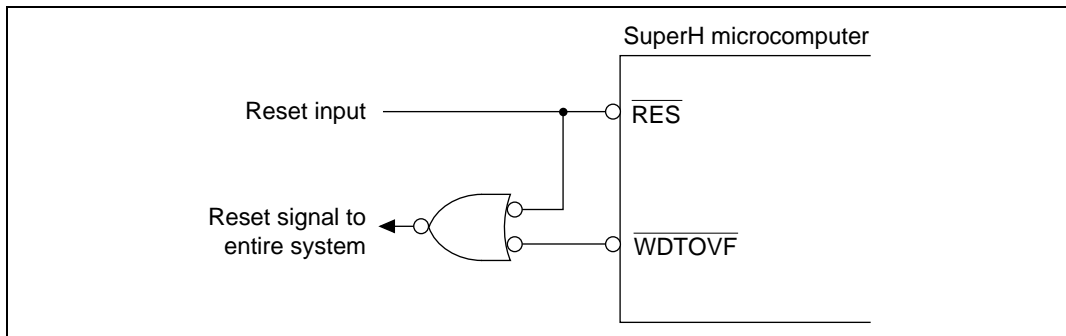 SuperH microcomputer
Reset input
RES
Reset signal to
entire system
WDTOVF